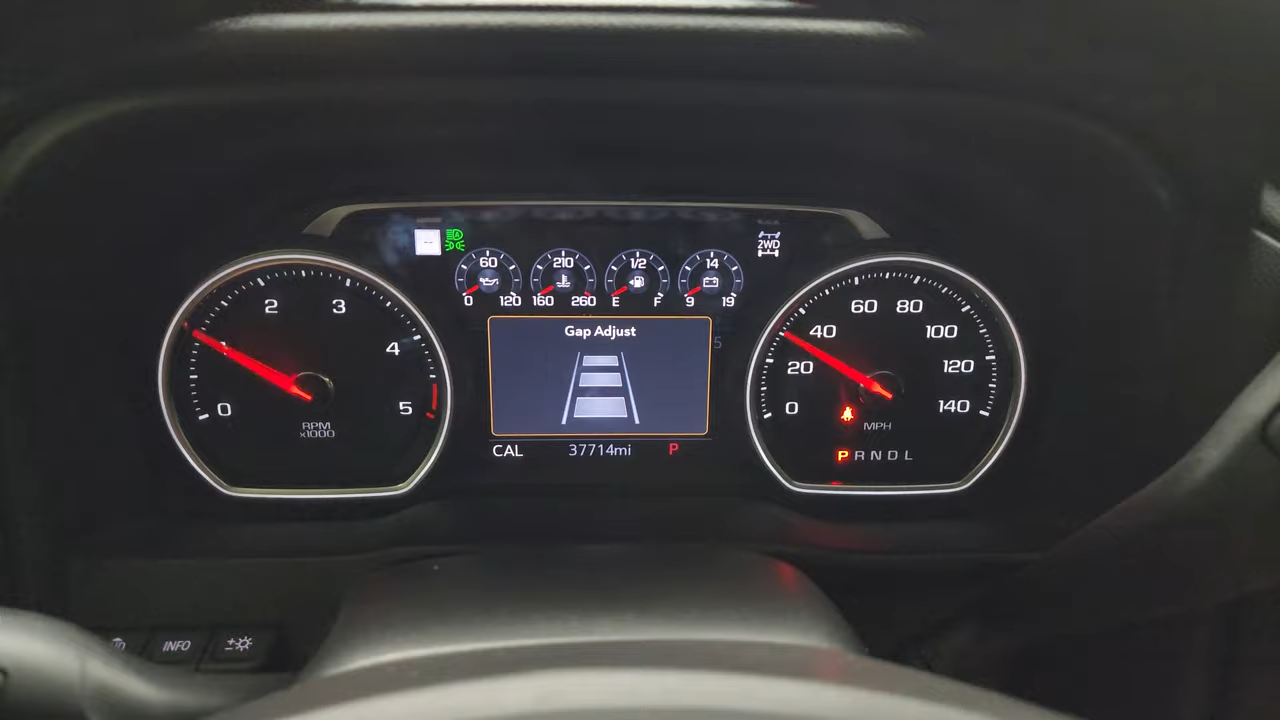 2WD
60
0 120
210
160 260
1/2
E F
14
9 19
0 2 3 4 5
RPM
x1000
Gap Adjust
5
CAL 37714mi P
0 20 40 60 80 100 120 140
MPH
P R N D L
INFO